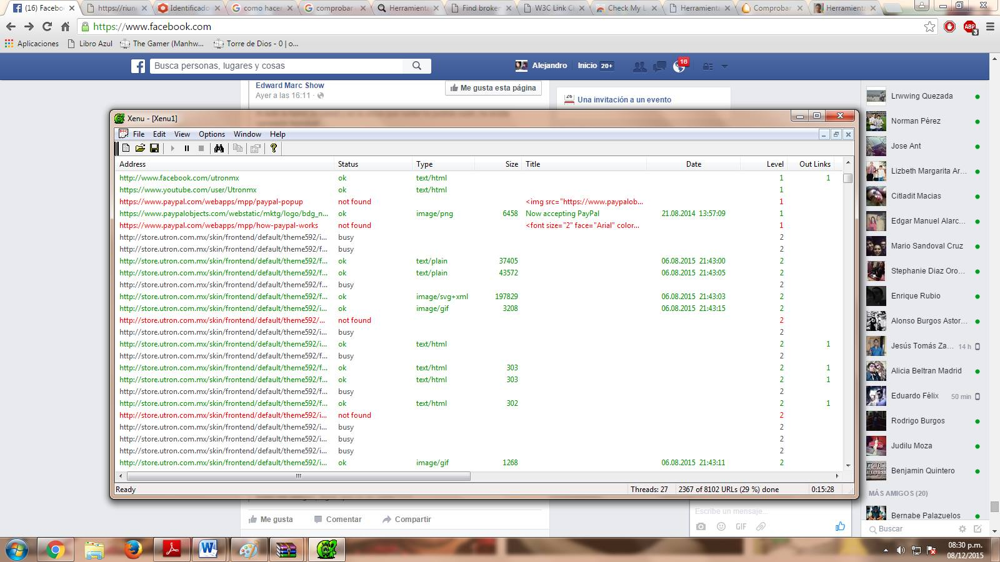 (16) Facebo
https://riun
Identificado
como hacer
comprobar
Herramienta
Find broken
W3C Link Ch
Check My L
Herramienta
Comprobar
Herramienta
https://www.facebook.com
ABP
3
Aplicaciones
Libro Azul
The Gamer (Manhw...
Torre de Dios - 0 | o...
Busca personas, lugares y cosas
Alejandro
Inicio 20+
16
Edward Marc Show
Ayer a las 16:11 ·
Me gusta esta página
26
Una invitación a un evento
Xenu - [Xenu1]
File Edit View Options Window Help
Address Status Type Size Title Date Level Out Links
http://www.facebook.com/utronmx ok text/html 1 1
https://www.youtube.com/user/Utronmx ok text/html 1
https://www.paypal.com/webapps/mpp/paypal-popup not found <img src="https://www.paypalob... 1
https://www.paypalobjects.com/webstatic/mktg/logo/bdg_n... ok image/png 6458 Now accepting PayPal 21.08.2014 13:57:09 1
https://www.paypal.com/webapps/mpp/how-paypal-works not found <font size="2" face="Arial" color... 1
http://store.utron.com.mx/skin/frontend/default/theme592/i... busy 2
http://store.utron.com.mx/skin/frontend/default/theme592/f... busy 2
http://store.utron.com.mx/skin/frontend/default/theme592/f... ok text/plain 37405 06.08.2015 21:43:00 2
http://store.utron.com.mx/skin/frontend/default/theme592/f... ok text/plain 43572 06.08.2015 21:43:05 2
http://store.utron.com.mx/skin/frontend/default/theme592/f... busy 2
http://store.utron.com.mx/skin/frontend/default/theme592/f... ok image/svg+xml 197829 06.08.2015 21:43:03 2
http://store.utron.com.mx/skin/frontend/default/theme592/i... ok image/gif 3208 06.08.2015 21:43:15 2
http://store.utron.com.mx/skin/frontend/default/theme592/... not found 2
http://store.utron.com.mx/skin/frontend/default/theme592/i... busy 2
http://store.utron.com.mx/skin/frontend/default/theme592/i... ok text/html 2 1
http://store.utron.com.mx/skin/frontend/default/theme592/i... busy 2
http://store.utron.com.mx/skin/frontend/default/theme592/f... ok text/html 303 2 1
http://store.utron.com.mx/skin/frontend/default/theme592/f... ok text/html 303 2 1
http://store.utron.com.mx/skin/frontend/default/theme592/f... busy 2
http://store.utron.com.mx/skin/frontend/default/theme592/f... ok text/html 302 2 1
http://store.utron.com.mx/skin/frontend/default/theme592/i... not found 2
http://store.utron.com.mx/skin/frontend/default/theme592/i... busy 2
http://store.utron.com.mx/skin/frontend/default/theme592/i... busy 2
http://store.utron.com.mx/skin/frontend/default/theme592/i... busy 2
http://store.utron.com.mx/skin/frontend/default/theme592/i... ok image/gif 1268 06.08.2015 21:43:11 2
Ready
Threads: 27
2367 of 8102 URLs (29 %) done
0:15:28
Me gusta
Comentar
Compartir
Escribe un mensaje...
GIF
Lrwwing Quezada
Norman Pérez
Jose Ant
Lizbeth Margarita Ar...
Citladit Macias
Edgar Manuel Alarc...
Mario Sandoval Cruz
Stephanie Diaz Oro...
Enrique Rubio
Alonso Burgos Astor...
Jesús Tomás Za... 14 h
Alicia Beltran Madrid
Eduardo Félix 50 min
Rodrigo Burgos
Judilu Moza
Benjamin Quintero
MÁS AMIGOS (20)
Bernabe Palazuelos
Buscar
08:30 p.m.
08/12/2015